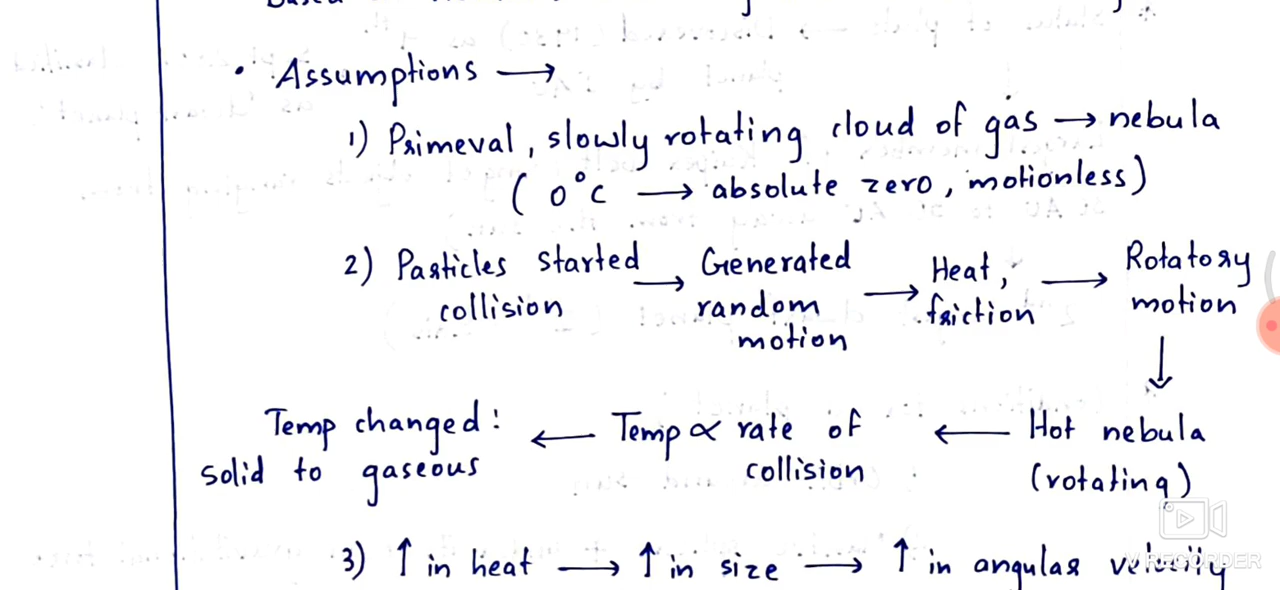 • Assumptions →
1) Primeval, slowly rotating cloud of gas → nebula
( 0°c → absolute zero, motionless)
2) Particles started collision → Generated random motion → Heat, friction → Rotatory motion
↓
Temp changed: solid to gaseous ← Temp ∝ rate of collision ← Hot nebula (rotating)
3) ↑ in heat → ↑ in size → ↑ in angular velocity
V RECORDER